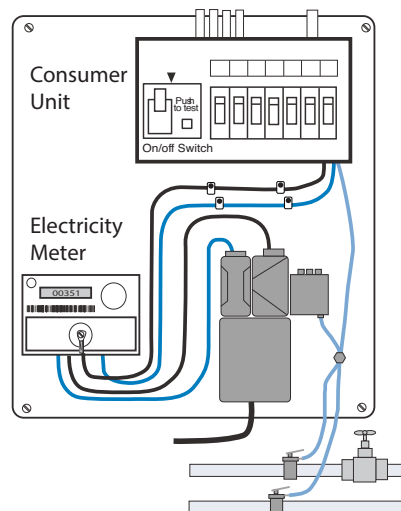 Consumer
Unit
Push
to test
On/off Switch
Electricity
Meter
00351